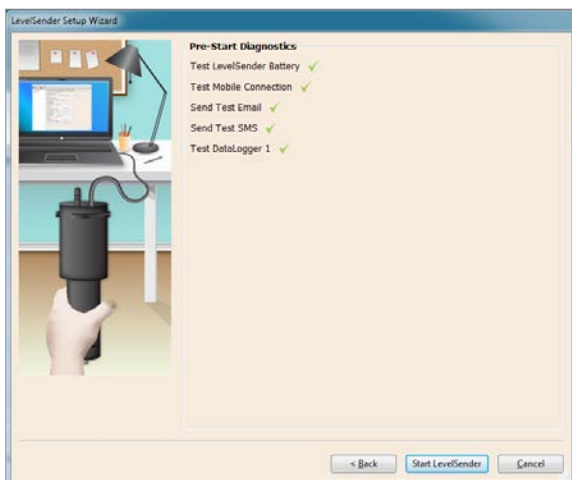 LevelSender Setup Wizard
Pre-Start Diagnostics
Test LevelSender Battery
Test Mobile Connection
Send Test Email
Send Test SMS
Test DataLogger 1
< Back
Start LevelSender
Cancel